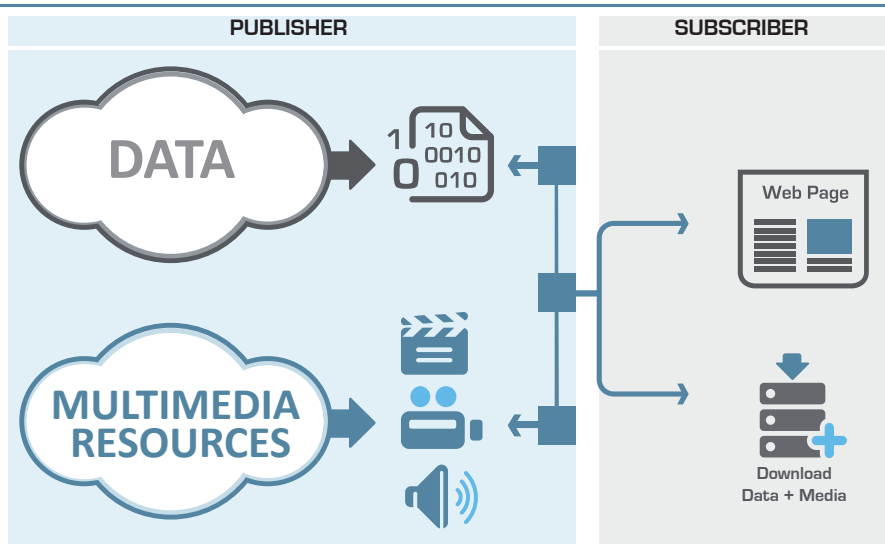 PUBLISHER
SUBSCRIBER
DATA
1
10
0010
0
010
Web Page
MULTIMEDIA
RESOURCES
Download
Data + Media